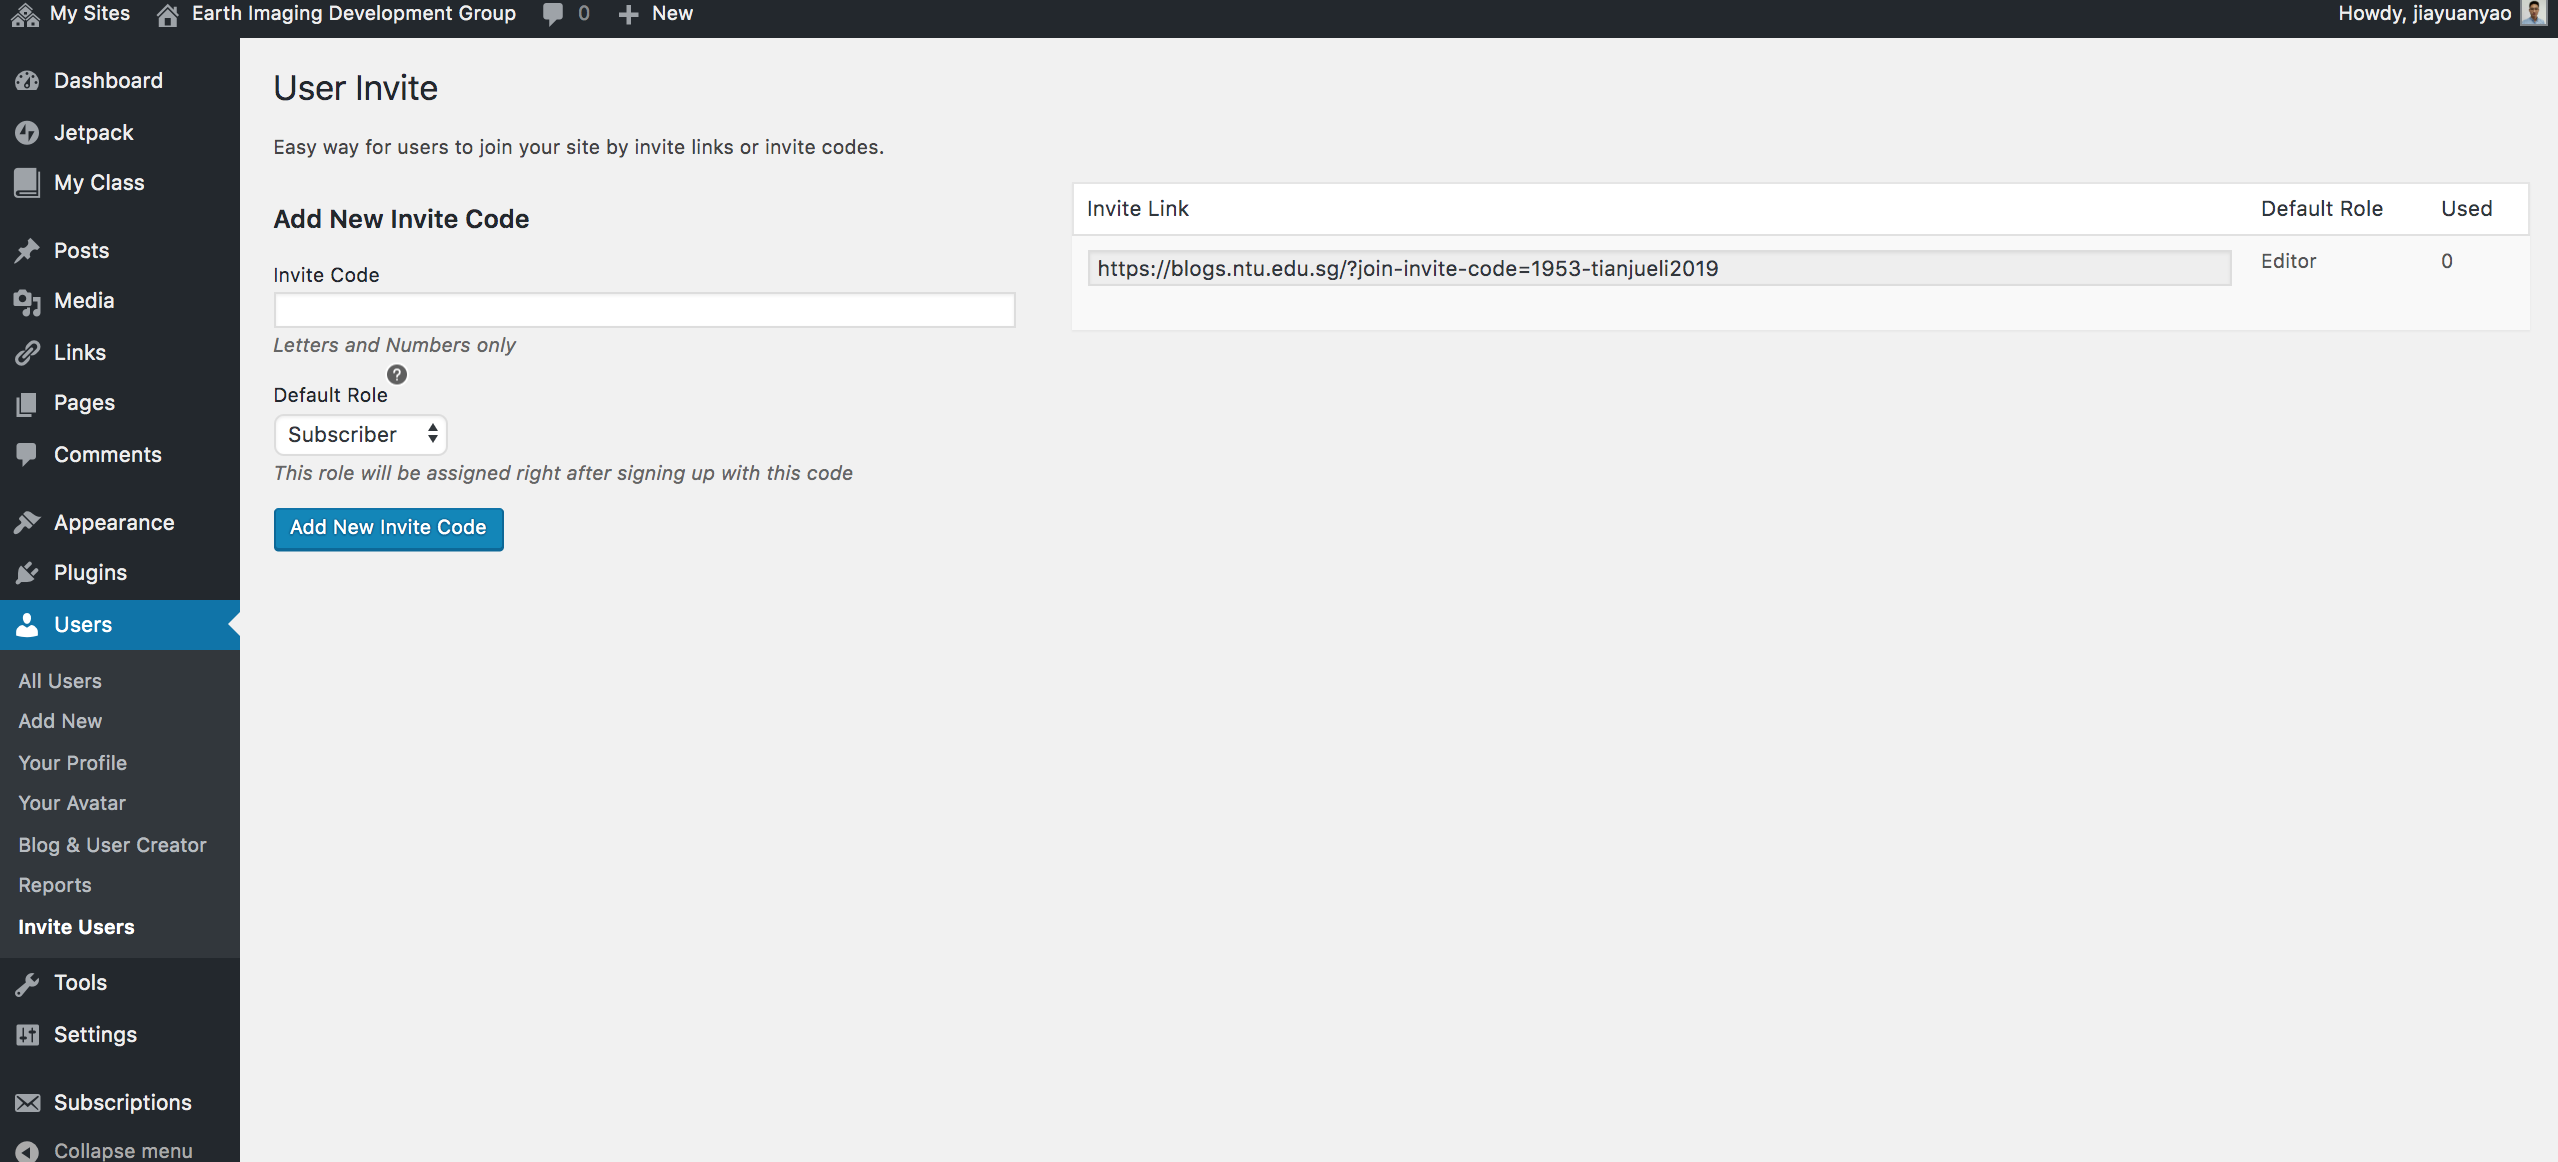 My Sites
Earth Imaging Development Group
0
New
Howdy, jiayuanyao
Dashboard
Jetpack
My Class
Posts
Media
Links
Pages
Comments
Appearance
Plugins
Users
All Users
Add New
Your Profile
Your Avatar
Blog & User Creator
Reports
Invite Users
Tools
Settings
Subscriptions
Collapse menu
User Invite
Easy way for users to join your site by invite links or invite codes.
Add New Invite Code
Invite Code
Letters and Numbers only
?
Default Role
Subscriber
This role will be assigned right after signing up with this code
Add New Invite Code
Invite Link Default Role Used
https://blogs.ntu.edu.sg/?join-invite-code=1953-tianjueli2019 Editor 0